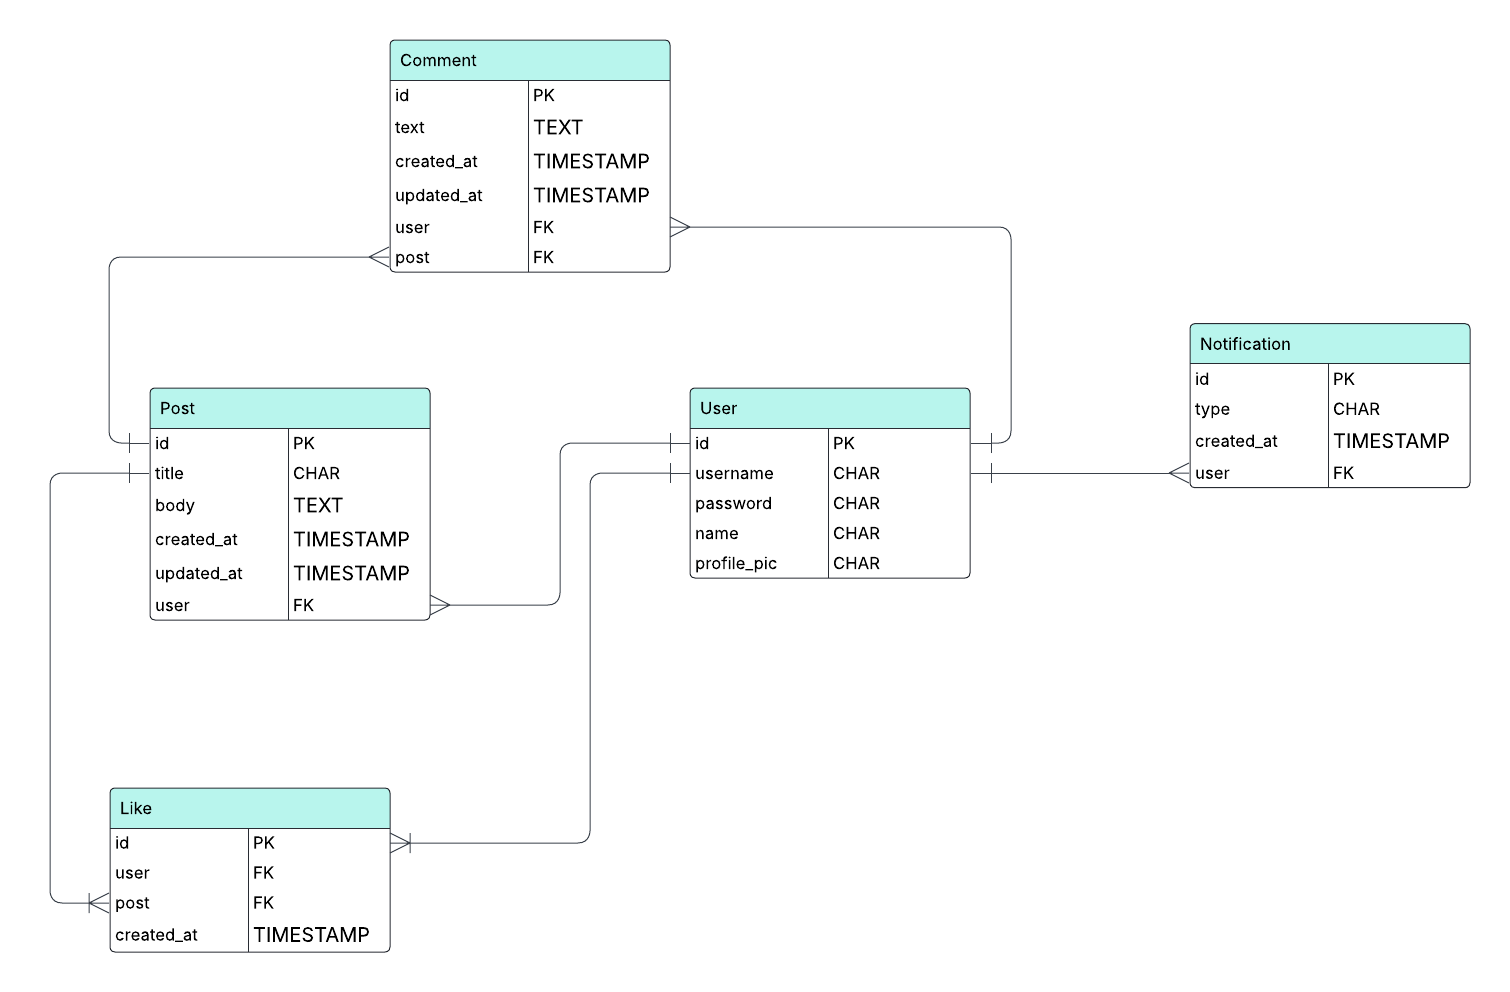 Comment
id PK
text TEXT
created_at TIMESTAMP
updated_at TIMESTAMP
user FK
post FK
Notification
id PK
type CHAR
created_at TIMESTAMP
user FK
Post
id PK
title CHAR
body TEXT
created_at TIMESTAMP
updated_at TIMESTAMP
user FK
User
id PK
username CHAR
password CHAR
name CHAR
profile_pic CHAR
Like
id PK
user FK
post FK
created_at TIMESTAMP